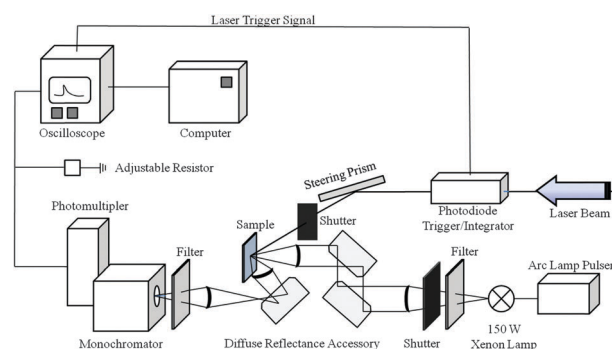 Laser Trigger Signal
Oscilloscope
Computer
Adjustable Resistor
Steering Prism
Photomultipler
Shutter
Photodiode
Trigger/Integrator
Laser Beam
Sample
Filter
Filter
Arc Lamp Pulser
Monochromator
Diffuse Reflectance Accessory
Shutter
150 W
Xenon Lamp